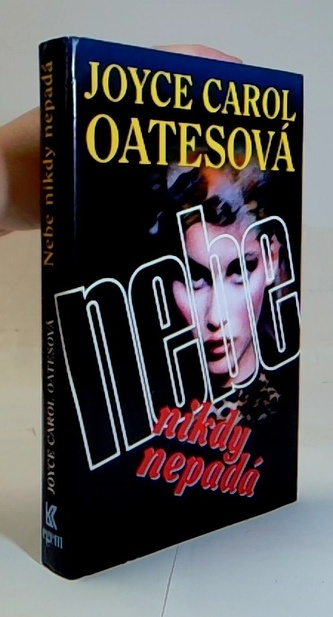 JOYCE CAROL
OATESOVÁ
nebe
nikdy
nepadá
JOYCE CAROL OATESOVÁ Nebe nikdy nepadá